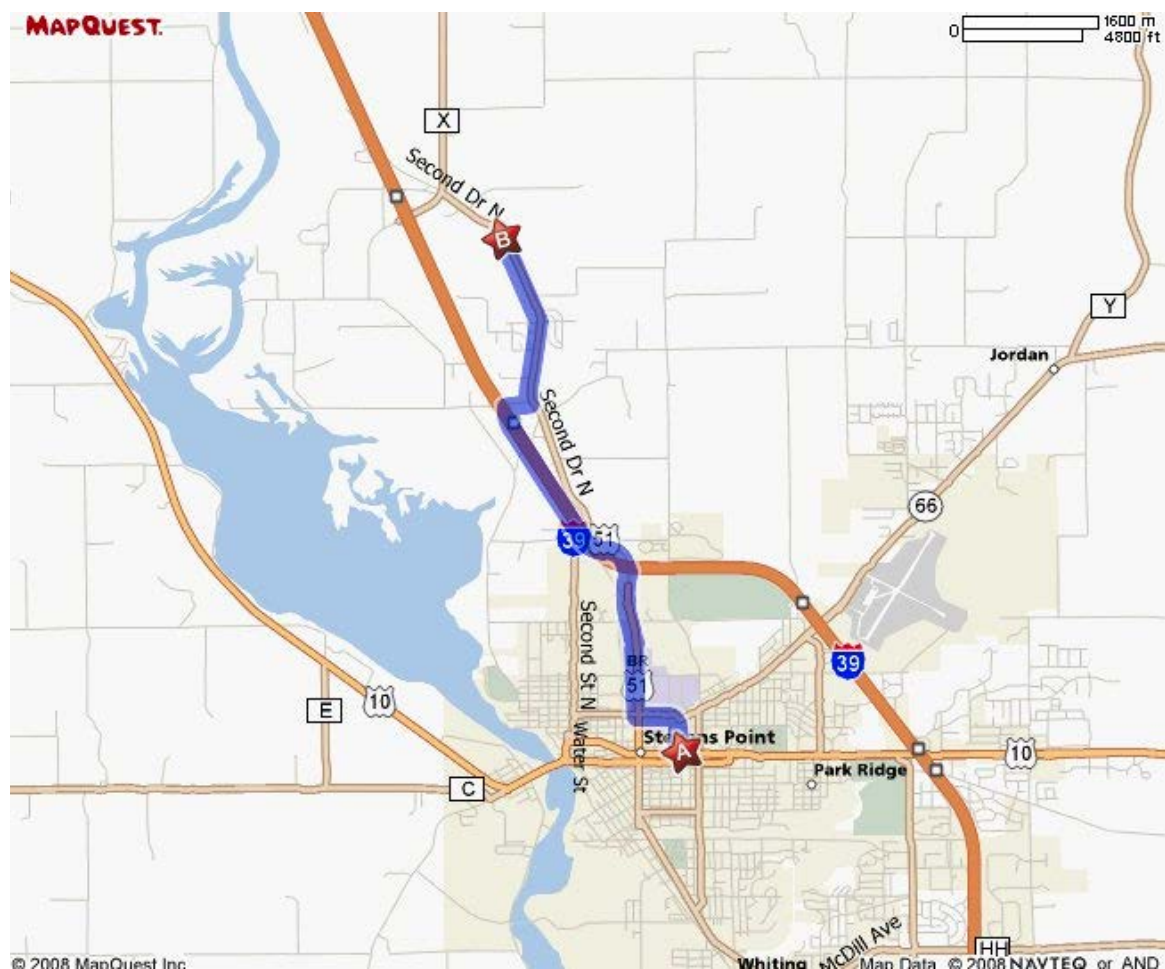 MAPQUEST.
0
1600 m
4800 ft
X
Second Dr N
B
Y
Jordan
Second Dr N
66
39
51
39
Second St N
BR
51
E
10
Water St
Stevens Point
A
10
Park Ridge
C
McDill Ave
HH
Whiting
© 2008 MapQuest Inc
Map Data © 2008 NAVTEQ or AND